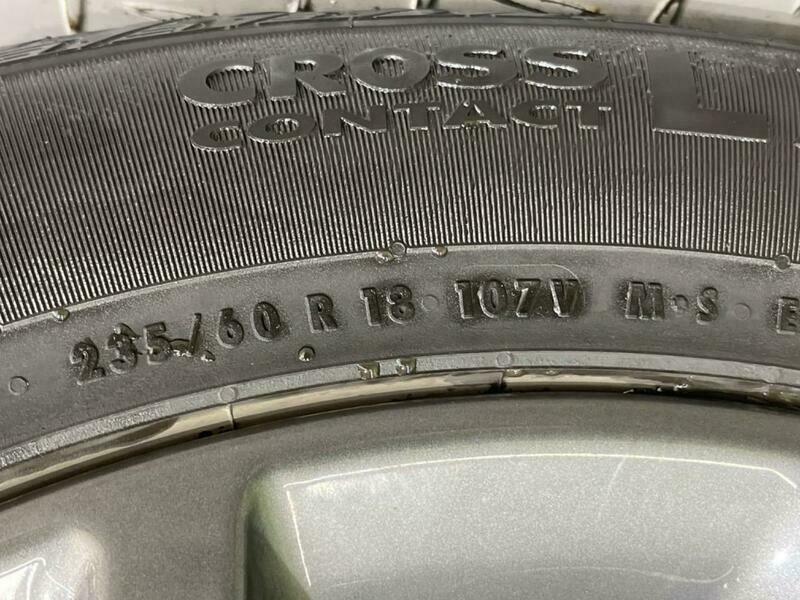 CROSS
CONTACT L
235/60 R 18 107V M+S E